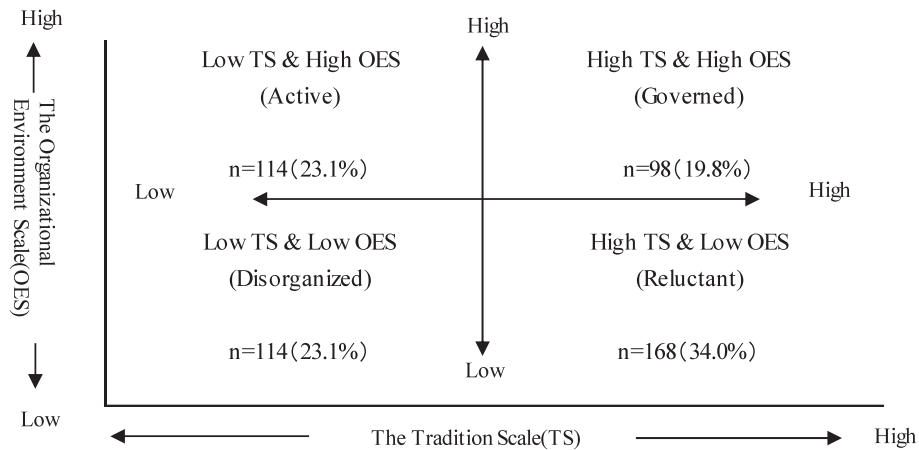 High
High
Low TS & High OES
(Active)
High TS & High OES
(Governed)
The Organizational
Environment Scale(OES)
n=114(23.1%)
n=98(19.8%)
Low
High
Low TS & Low OES
(Disorganized)
High TS & Low OES
(Reluctant)
n=114(23.1%)
n=168(34.0%)
Low
Low
The Tradition Scale(TS)
High